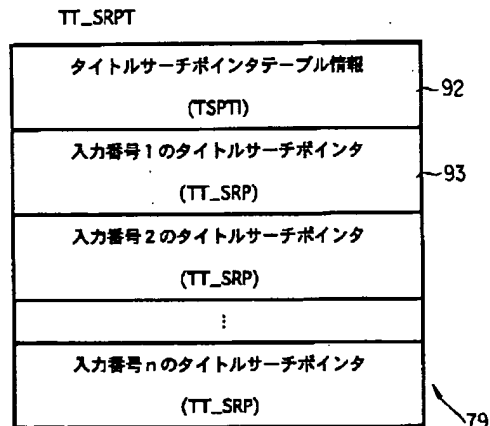 TT_SRPT
タイトルサーチポインタテーブル情報
(TSPTI)
92
入力番号1のタイトルサーチポインタ
(TT_SRP)
93
入力番号2のタイトルサーチポインタ
(TT_SRP)
⋮
入力番号nのタイトルサーチポインタ
(TT_SRP)
79